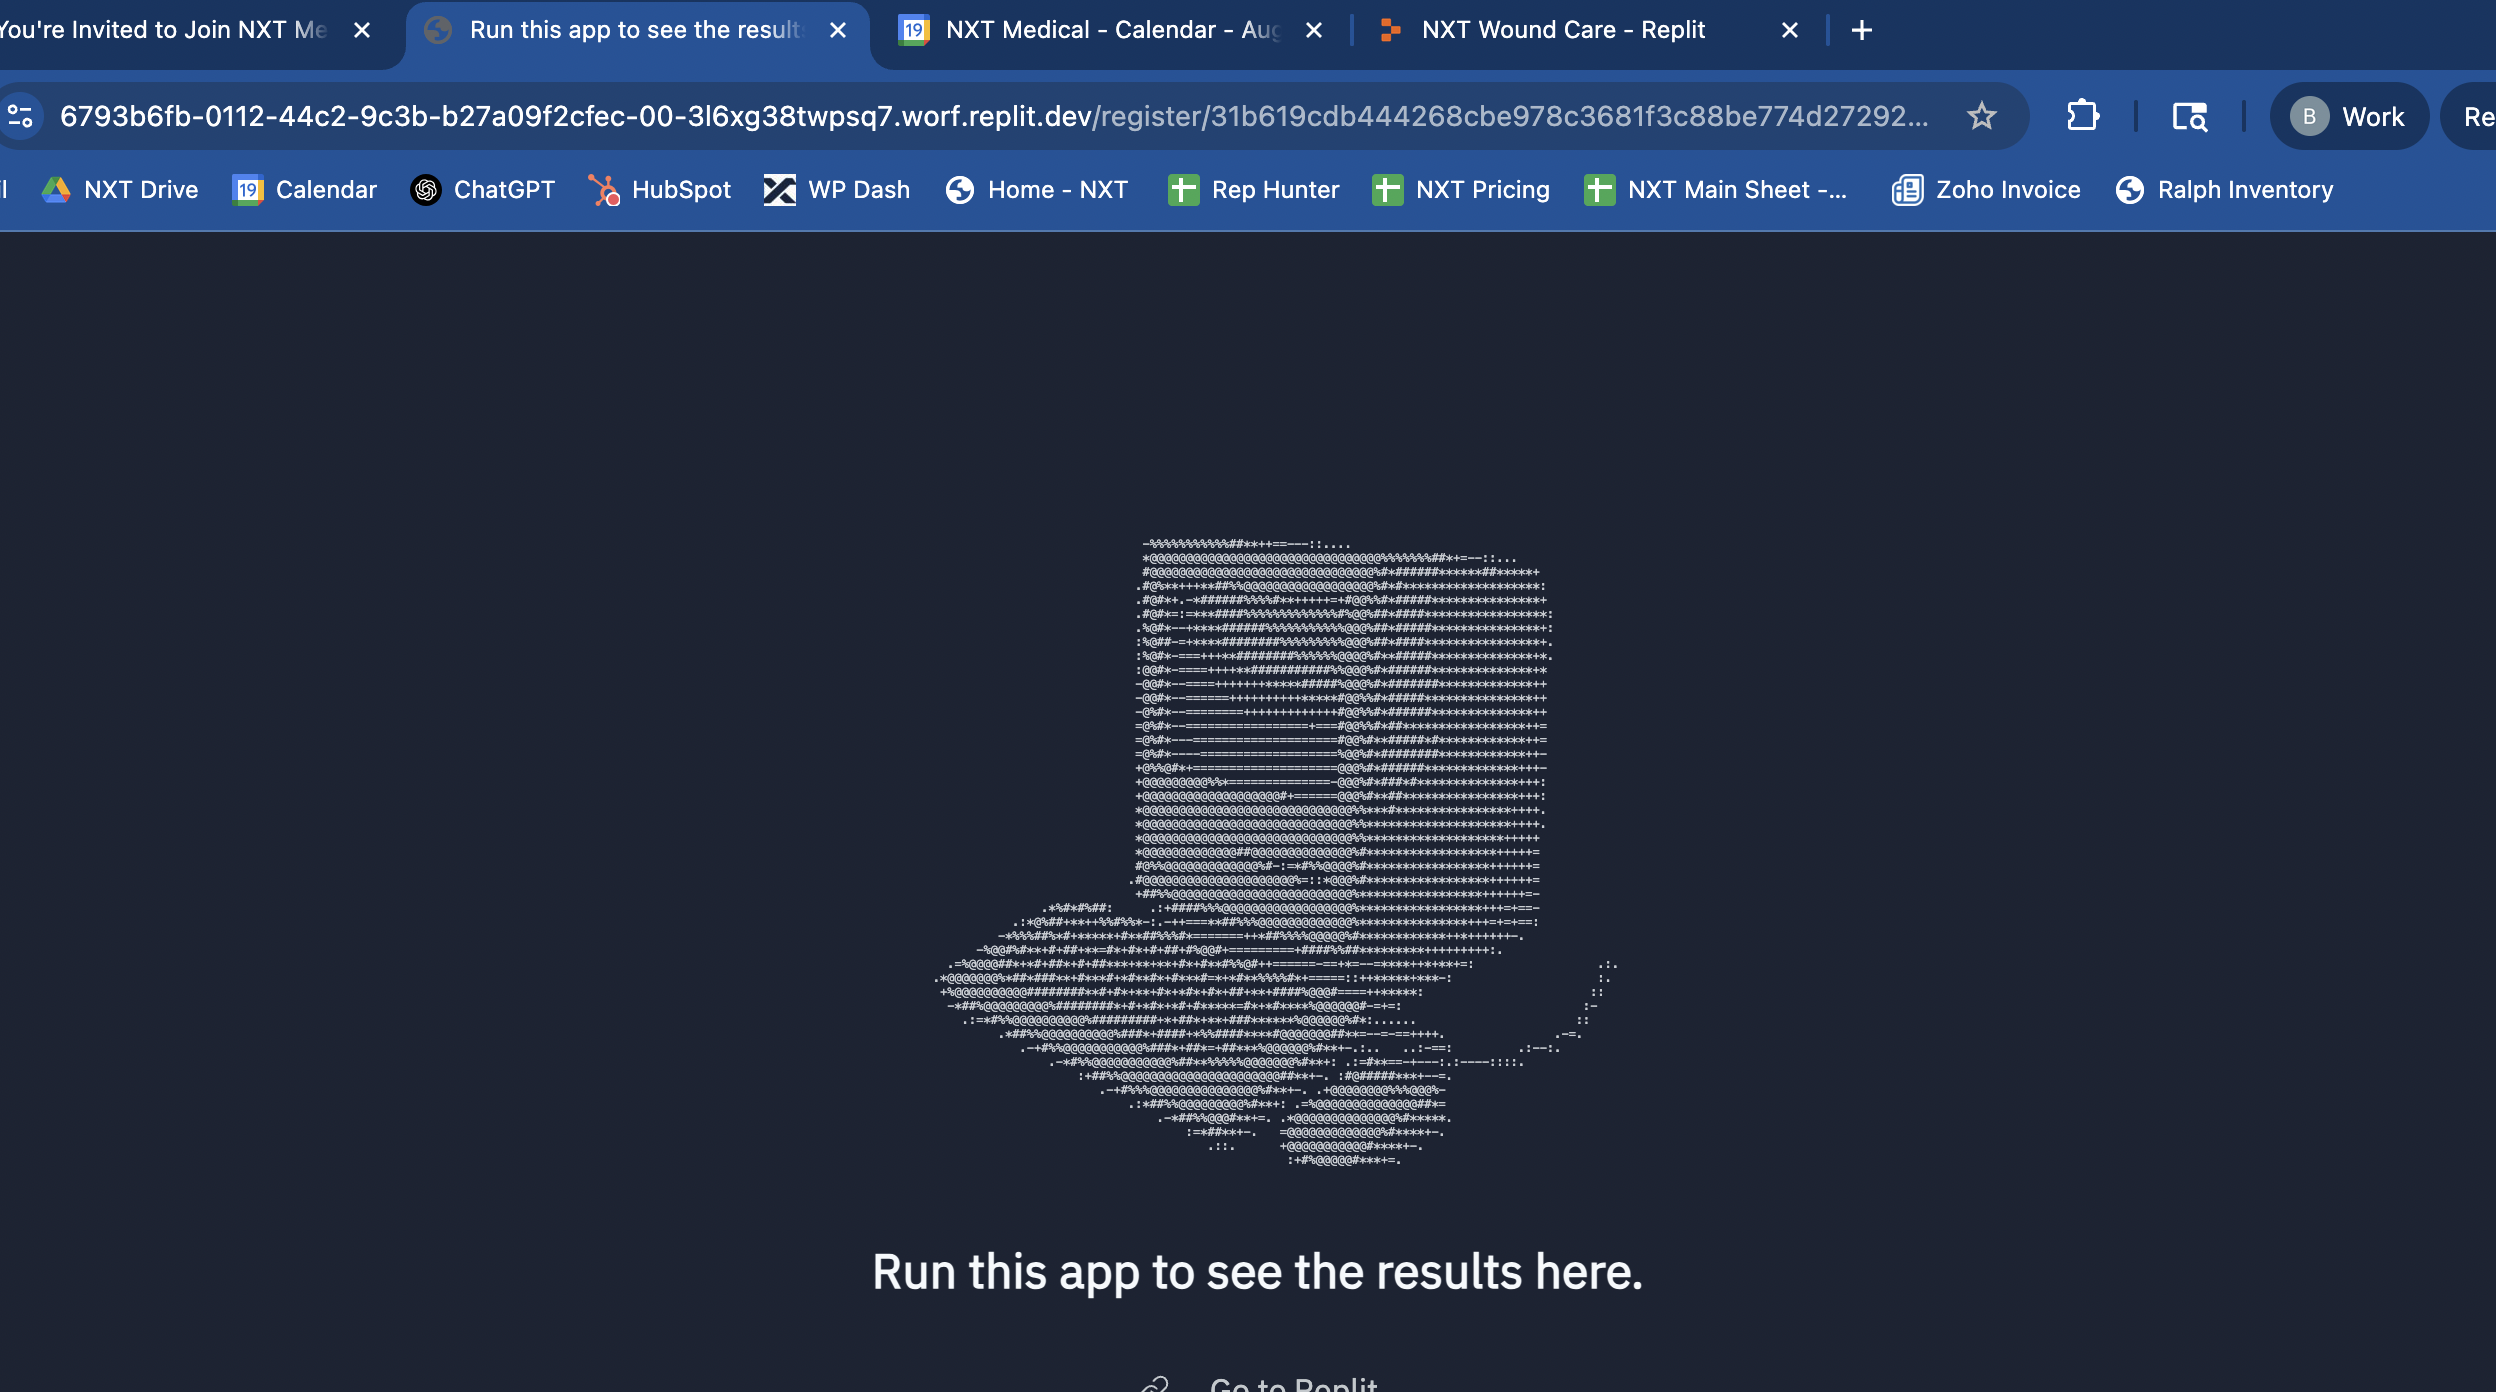 You're Invited to Join NXT Me
Run this app to see the result
NXT Medical - Calendar - Aug
NXT Wound Care - Replit
6793b6fb-0112-44c2-9c3b-b27a09f2cfec-00-3l6xg38twpsq7.worf.replit.dev/register/31b619cdb444268cbe978c3681f3c88be774d27292...
B
Work
Re
NXT Drive
19
Calendar
ChatGPT
HubSpot
WP Dash
Home - NXT
Rep Hunter
NXT Pricing
NXT Main Sheet -...
Zoho Invoice
Ralph Inventory
Run this app to see the results here.
Go to Replit